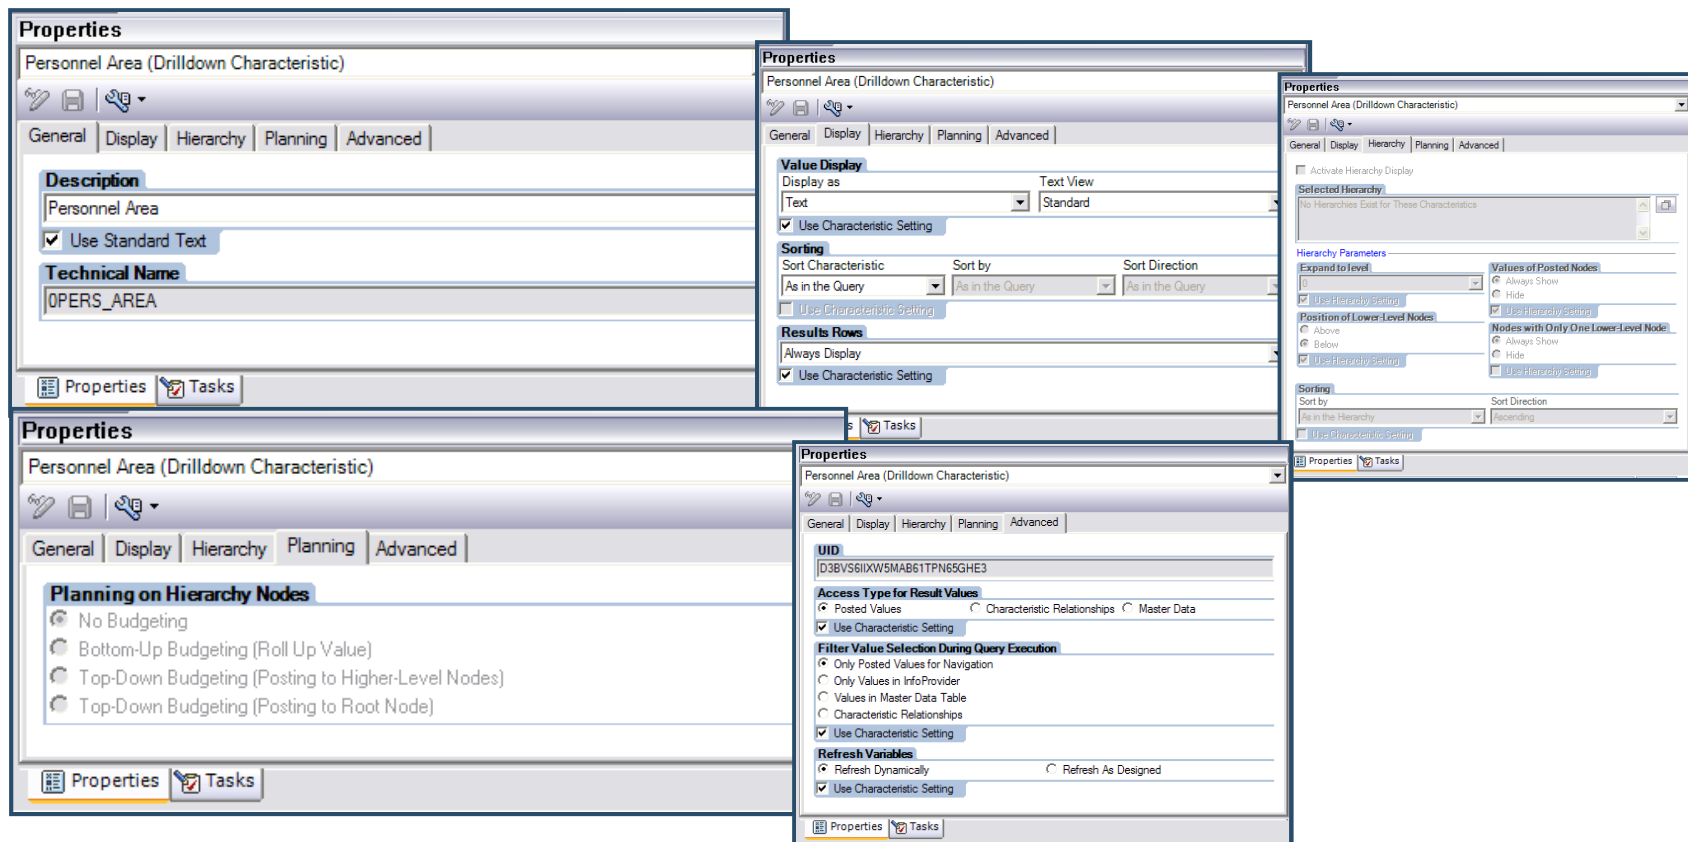 Properties
Personnel Area (Drilldown Characteristic)
General Display Hierarchy Planning Advanced
Description
Personnel Area
Use Standard Text
Technical Name
0PERS_AREA
Properties Tasks
Properties
Personnel Area (Drilldown Characteristic)
General Display Hierarchy Planning Advanced
Value Display
Display as Text View
Text Standard
Use Characteristic Setting
Sorting
Sort Characteristic Sort by Sort Direction
As in the Query As in the Query As in the Query
Use Characteristic Setting
Results Rows
Always Display
Use Characteristic Setting
s Tasks
Properties
Personnel Area (Drilldown Characteristic)
General Display Hierarchy Planning Advanced
Activate Hierarchy Display
Selected Hierarchy
No Hierarchies Exist for These Characteristics
Hierarchy Parameters
Expand to level Values of Posted Nodes
0 Always Show
Hide
Use Hierarchy Setting Use Hierarchy Setting
Position of Lower-Level Nodes Nodes with Only One Lower-Level Node
Above Always Show
Below Hide
Use Hierarchy Setting Use Hierarchy Setting
Sorting
Sort by Sort Direction
As in the Hierarchy Ascending
Use Characteristic Setting
Properties Tasks
Properties
Personnel Area (Drilldown Characteristic)
General Display Hierarchy Planning Advanced
Planning on Hierarchy Nodes
No Budgeting
Bottom-Up Budgeting (Roll Up Value)
Top-Down Budgeting (Posting to Higher-Level Nodes)
Top-Down Budgeting (Posting to Root Node)
Properties Tasks
Properties
Personnel Area (Drilldown Characteristic)
General Display Hierarchy Planning Advanced
UID
D3BVS6IIXW5MAB61TPN65GHE3
Access Type for Result Values
Posted Values Characteristic Relationships Master Data
Use Characteristic Setting
Filter Value Selection During Query Execution
Only Posted Values for Navigation
Only Values in InfoProvider
Values in Master Data Table
Characteristic Relationships
Use Characteristic Setting
Refresh Variables
Refresh Dynamically Refresh As Designed
Use Characteristic Setting
Properties Tasks